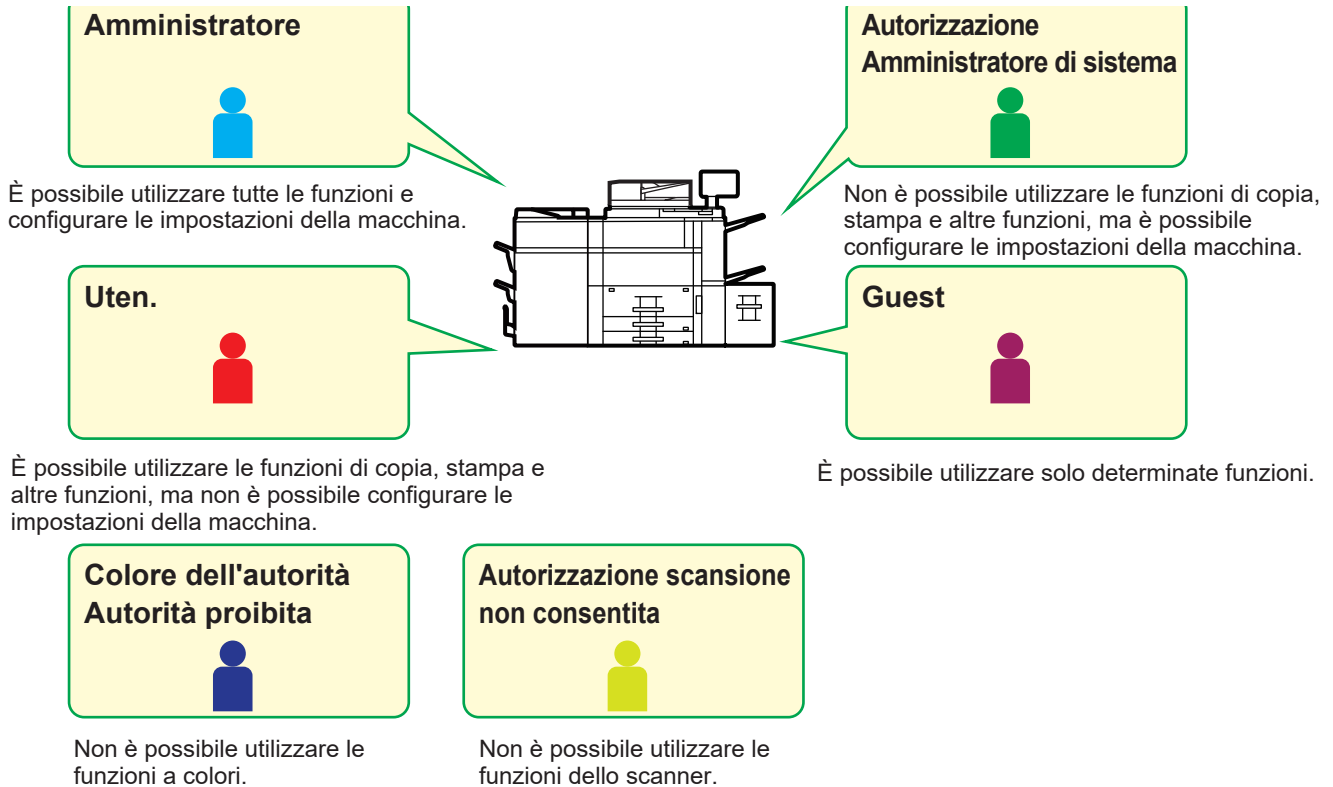 Amministratore
È possibile utilizzare tutte le funzioni e
configurare le impostazioni della macchina.
Autorizzazione
Amministratore di sistema
Non è possibile utilizzare le funzioni di copia,
stampa e altre funzioni, ma è possibile
configurare le impostazioni della macchina.
Uten.
È possibile utilizzare le funzioni di copia, stampa e
altre funzioni, ma non è possibile configurare le
impostazioni della macchina.
Guest
È possibile utilizzare solo determinate funzioni.
Colore dell'autorità
Autorità proibita
Non è possibile utilizzare le
funzioni a colori.
Autorizzazione scansione
non consentita
Non è possibile utilizzare le
funzioni dello scanner.